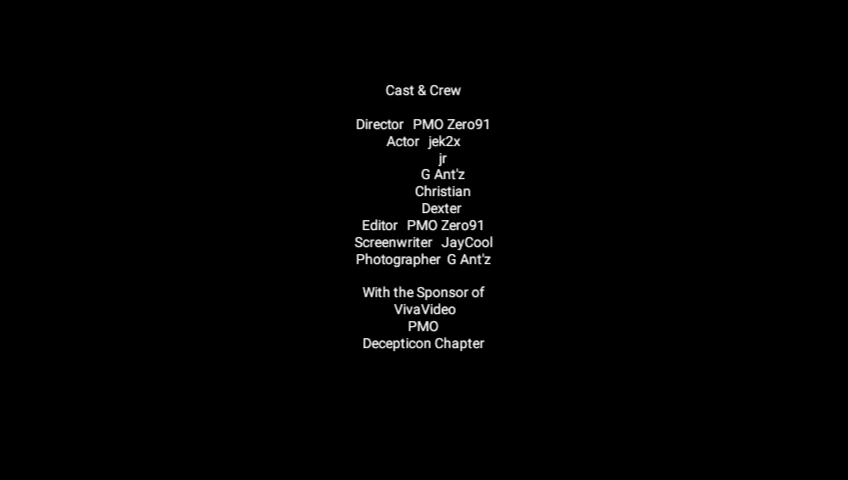 Cast & Crew
Director PMO Zero91
Actor jek2x
jr
G Ant'z
Christian
Dexter
Editor PMO Zero91
Screenwriter JayCool
Photographer G Ant'z
With the Sponsor of
VivaVideo
PMO
Decepticon Chapter